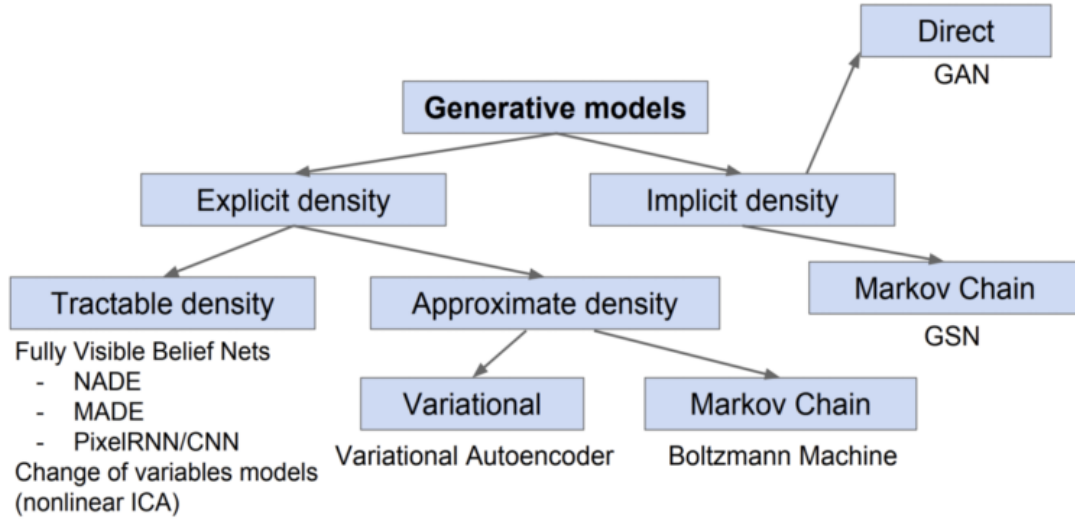 Direct
GAN
Generative models
Explicit density
Implicit density
Tractable density
Approximate density
Markov Chain
GSN
Fully Visible Belief Nets
- NADE
- MADE
- PixelRNN/CNN
Change of variables models
(nonlinear ICA)
Variational
Markov Chain
Variational Autoencoder
Boltzmann Machine